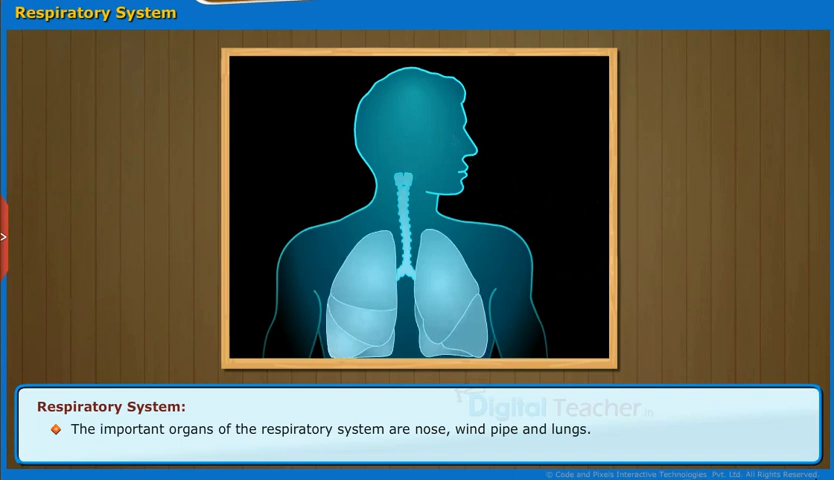 Respiratory System
>
Respiratory System:
The important organs of the respiratory system are nose, wind pipe and lungs.
Digital Teacher.in
© Code and Pixels Interactive Technologies Pvt. Ltd. All Rights Reserved.